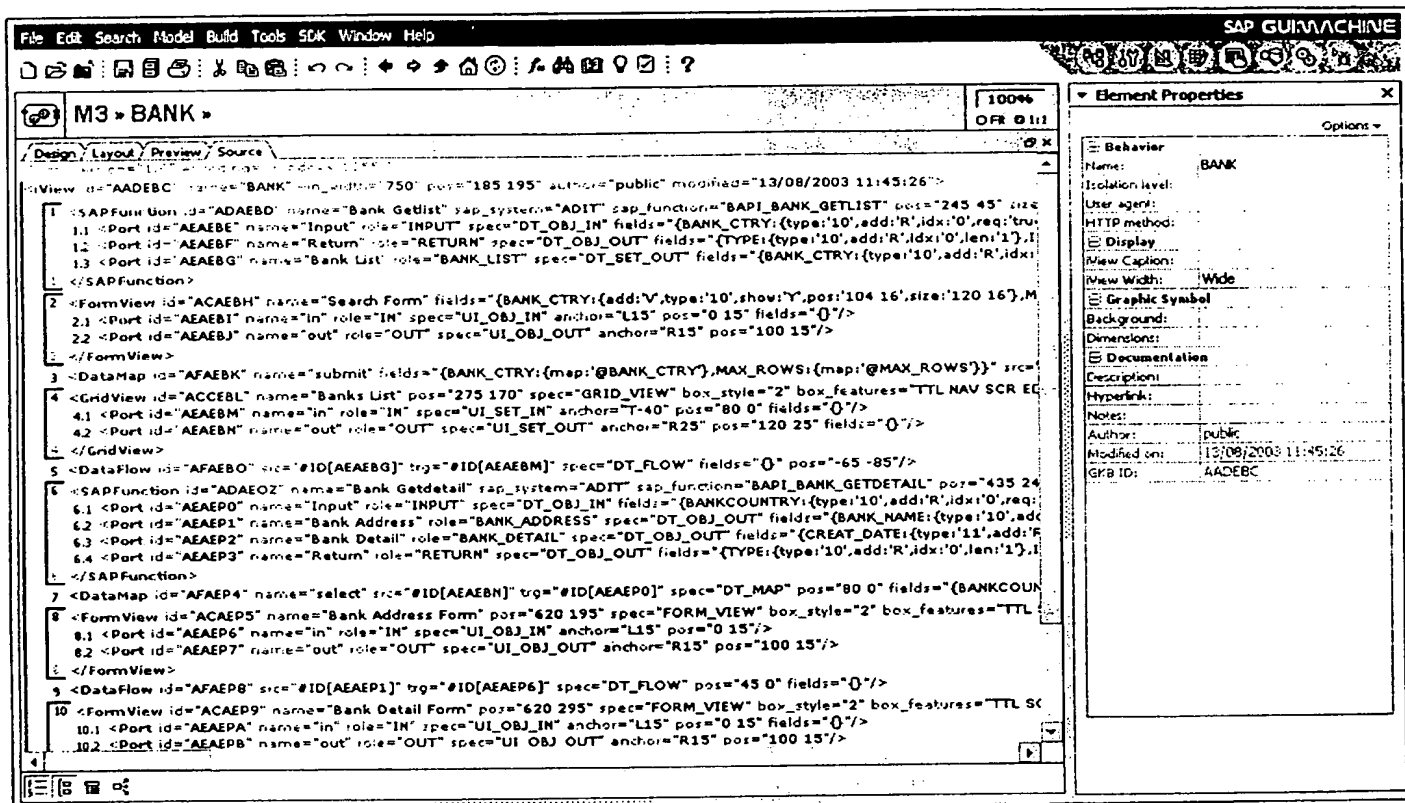 SAP GUIMACHINE
File Edit Search Model Build Tools SDK Window Help
M3 » BANK »
100%
OFR 0 1:1
Design / Layout / Preview / Source
<iView id="AADEBC" name="BANK" min_width="750" pos="185 195" author="public" modified="13/08/2003 11:45:26">
1 <SAPFunction id="ADAEBD" name="Bank Getlist" sap_system="ADIT" sap_function="BAPI_BANK_GETLIST" pos="245 45" size
1.1 <Port id="AEAEBE" name="Input" role="INPUT" spec="DT_OBJ_IN" fields="{BANK_CTRY:{type:'10',add:'R',idx:'0',req:'tru
1.2 <Port id="AEAEBF" name="Return" role="RETURN" spec="DT_OBJ_OUT" fields="{TYPE:{type:'10',add:'R',idx:'0',len:'1'},I
1.3 <Port id="AEAEBG" name="Bank List" role="BANK_LIST" spec="DT_SET_OUT" fields="{BANK_CTRY:{type:'10',add:'R',idx:
</SAPFunction>
2 <FormView id="ACAEBH" name="Search Form" fields="{BANK_CTRY:{add:'V',type:'10',show:'Y',pos:'104 16',size:'120 16'},M
2.1 <Port id="AEAEBI" name="in" role="IN" spec="UI_OBJ_IN" anchor="L15" pos="0 15" fields="{}"/>
2.2 <Port id="AEAEBJ" name="out" role="OUT" spec="UI_OBJ_OUT" anchor="R15" pos="100 15"/>
</FormView>
3 <DataMap id="AFAEBK" name="submit" fields="{BANK_CTRY:{map:'@BANK_CTRY'},MAX_ROWS:{map:'@MAX_ROWS'}}" src="
4 <GridView id="ACCEBL" name="Banks List" pos="275 170" spec="GRID_VIEW" box_style="2" box_features="TTL NAV SCR ED
4.1 <Port id="AEAEBM" name="in" role="IN" spec="UI_SET_IN" anchor="T-40" pos="80 0" fields="{}"/>
4.2 <Port id="AEAEBN" name="out" role="OUT" spec="UI_SET_OUT" anchor="R25" pos="120 25" fields="{}"/>
</GridView>
5 <DataFlow id="AFAEBO" src="#ID[AEAEBG]" trg="#ID[AEAEBM]" spec="DT_FLOW" fields="{}" pos="-65 -85"/>
6 <SAPFunction id="ADAEOZ" name="Bank Getdetail" sap_system="ADIT" sap_function="BAPI_BANK_GETDETAIL" pos="435 24
6.1 <Port id="AEAEP0" name="Input" role="INPUT" spec="DT_OBJ_IN" fields="{BANKCOUNTRY:{type:'10',add:'R',idx:'0',req:
6.2 <Port id="AEAEP1" name="Bank Address" role="BANK_ADDRESS" spec="DT_OBJ_OUT" fields="{BANK_NAME:{type:'10',add
6.3 <Port id="AEAEP2" name="Bank Detail" role="BANK_DETAIL" spec="DT_OBJ_OUT" fields="{CREAT_DATE:{type:'11',add:'R
6.4 <Port id="AEAEP3" name="Return" role="RETURN" spec="DT_OBJ_OUT" fields="{TYPE:{type:'10',add:'R',idx:'0',len:'1'},I
</SAPFunction>
7 <DataMap id="AFAEP4" name="select" src="#ID[AEAEBN]" trg="#ID[AEAEP0]" spec="DT_MAP" pos="80 0" fields="{BANKCOUN
8 <FormView id="ACAEP5" name="Bank Address Form" pos="620 195" spec="FORM_VIEW" box_style="2" box_features="TTL
8.1 <Port id="AEAEP6" name="in" role="IN" spec="UI_OBJ_IN" anchor="L15" pos="0 15"/>
8.2 <Port id="AEAEP7" name="out" role="OUT" spec="UI_OBJ_OUT" anchor="R15" pos="100 15"/>
</FormView>
9 <DataFlow id="AFAEP8" src="#ID[AEAEP1]" trg="#ID[AEAEP6]" spec="DT_FLOW" pos="45 0" fields="{}"/>
10 <FormView id="ACAEP9" name="Bank Detail Form" pos="620 295" spec="FORM_VIEW" box_style="2" box_features="TTL SC
10.1 <Port id="AEAEPA" name="in" role="IN" spec="UI_OBJ_IN" anchor="L15" pos="0 15" fields="{}"/>
10.2 <Port id="AEAEPB" name="out" role="OUT" spec="UI_OBJ_OUT" anchor="R15" pos="100 15"/>
Element Properties
Options
Behavior
Name: BANK
Isolation level:
User agent:
HTTP method:
Display
iView Caption:
iView Width: Wide
Graphic Symbol
Background:
Dimensions:
Documentation
Description:
Hyperlink:
Notes:
Author: public
Modified on: 13/08/2003 11:45:26
GKB ID: AADEBC